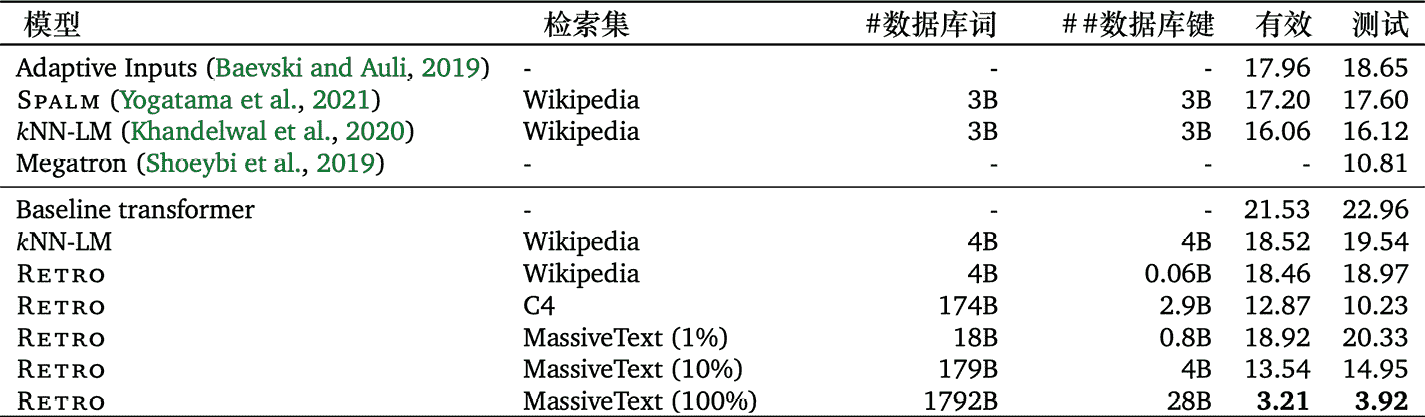 模型 检索集 #数据库词 ##数据库键 有效 测试
Adaptive Inputs (Baevski and Auli, 2019) - - - 17.96 18.65
SPALM (Yogatama et al., 2021) Wikipedia 3B 3B 17.20 17.60
kNN-LM (Khandelwal et al., 2020) Wikipedia 3B 3B 16.06 16.12
Megatron (Shoeybi et al., 2019) - - - - 10.81
Baseline transformer - - - 21.53 22.96
kNN-LM Wikipedia 4B 4B 18.52 19.54
RETRO Wikipedia 4B 0.06B 18.46 18.97
RETRO C4 174B 2.9B 12.87 10.23
RETRO MassiveText (1%) 18B 0.8B 18.92 20.33
RETRO MassiveText (10%) 179B 4B 13.54 14.95
RETRO MassiveText (100%) 1792B 28B 3.21 3.92